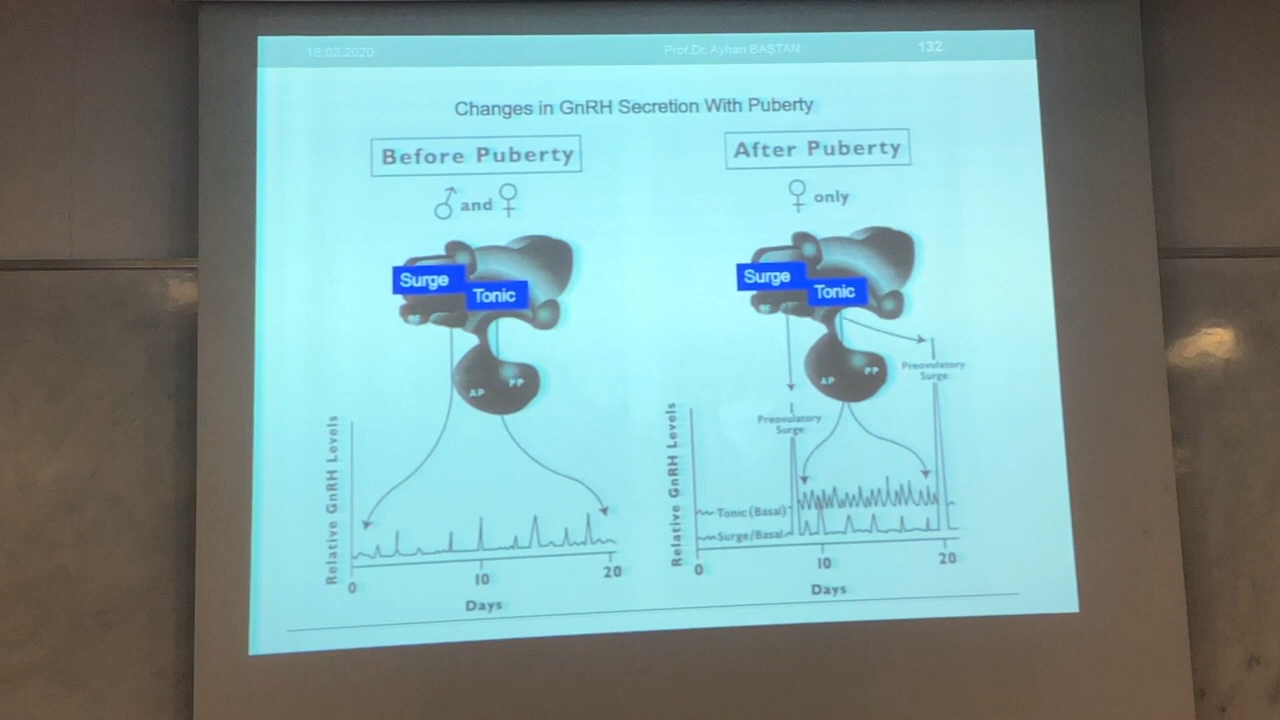 18.02.2020 Prof.Dr. Ayhan BAŞTAN 132
Changes in GnRH Secretion With Puberty
Before Puberty
♂ and ♀
Surge
Tonic
AP
PP
Relative GnRH Levels
0
10
20
Days
After Puberty
♀ only
Surge
Tonic
AP
PP
Preovulatory
Surge
Preovulatory
Surge
Relative GnRH Levels
Tonic (Basal)
Surge/Basal
0
10
20
Days